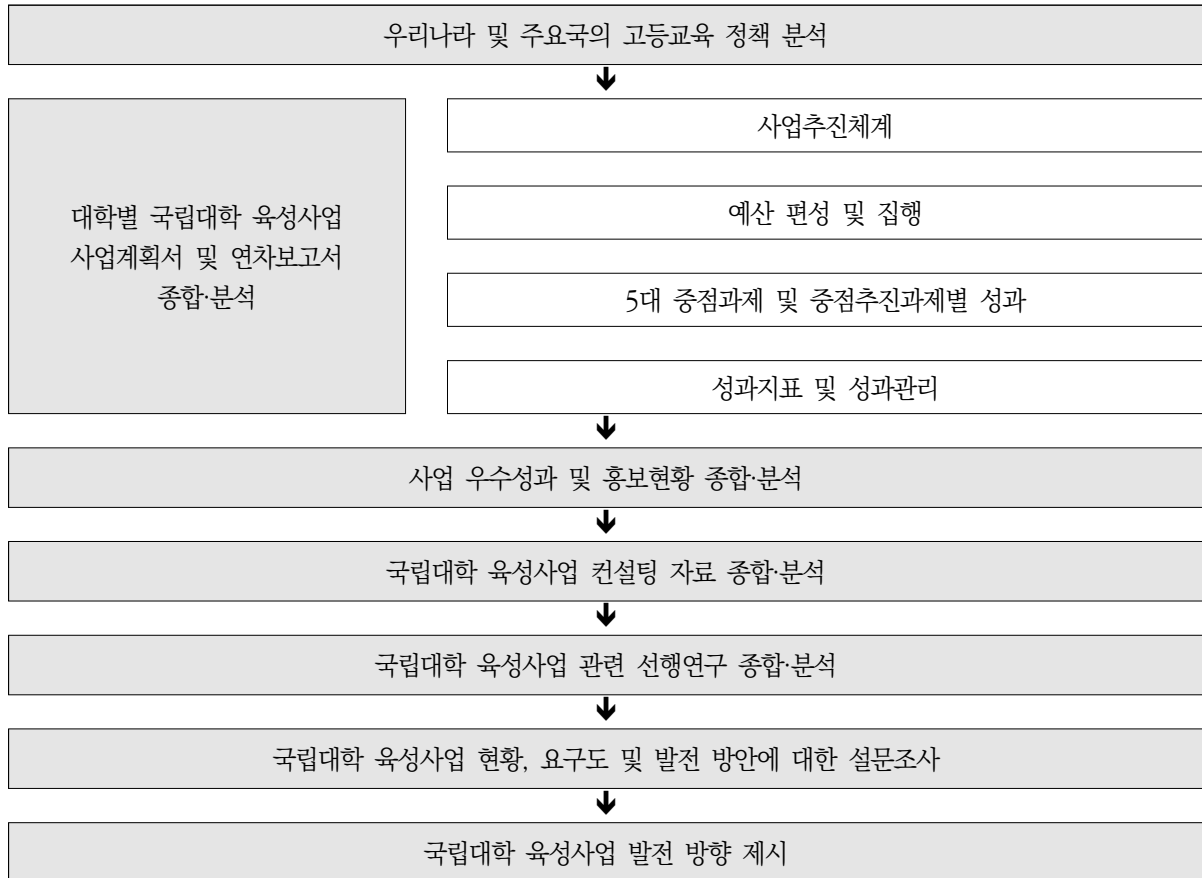 우리나라 및 주요국의 고등교육 정책 분석
대학별 국립대학 육성사업
사업계획서 및 연차보고서
종합·분석
사업추진체계
예산 편성 및 집행
5대 중점과제 및 중점추진과제별 성과
성과지표 및 성과관리
사업 우수성과 및 홍보현황 종합·분석
국립대학 육성사업 컨설팅 자료 종합·분석
국립대학 육성사업 관련 선행연구 종합·분석
국립대학 육성사업 현황, 요구도 및 발전 방안에 대한 설문조사
국립대학 육성사업 발전 방향 제시